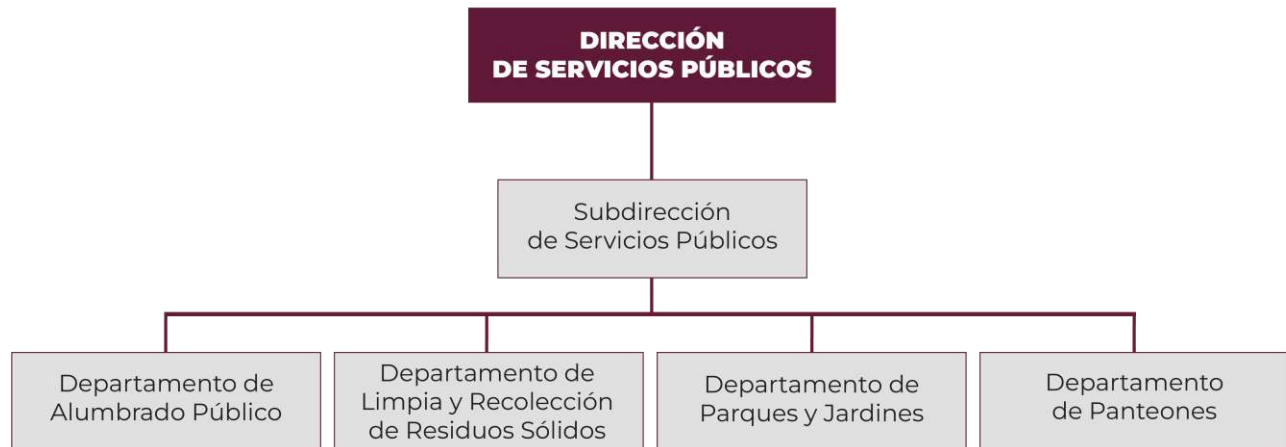 DIRECCIÓN
DE SERVICIOS PÚBLICOS
Subdirección
de Servicios Públicos
Departamento de
Alumbrado Público
Departamento de
Limpia y Recolección
de Residuos Sólidos
Departamento de
Parques y Jardines
Departamento
de Panteones